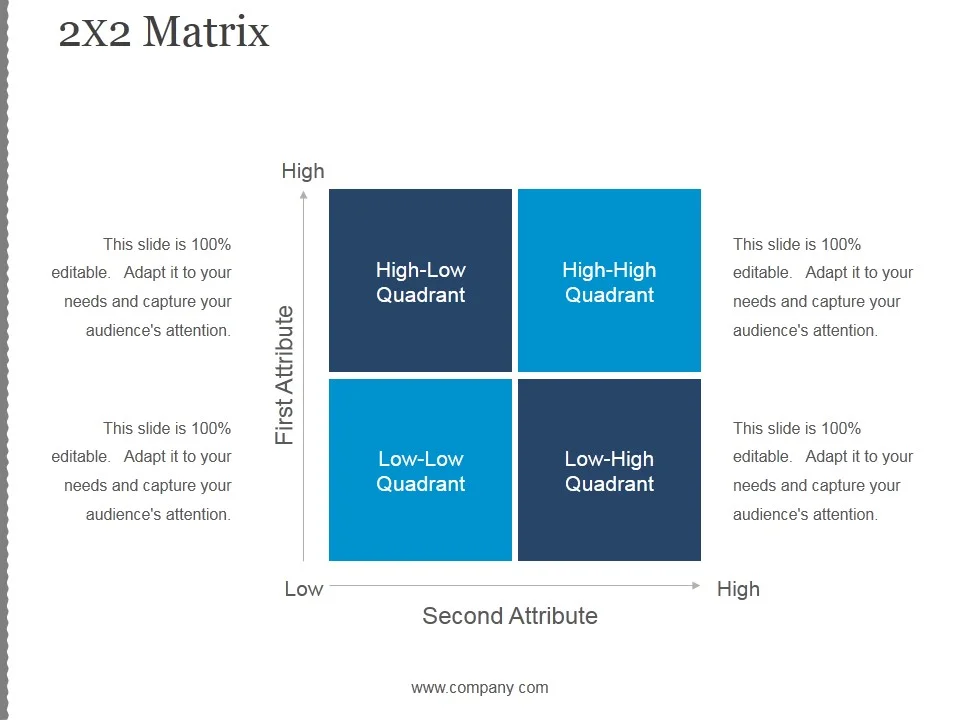 2X2 Matrix
High
This slide is 100%
editable.   Adapt it to your
needs and capture your
audience's attention.
High-Low
Quadrant
High-High
Quadrant
This slide is 100%
editable.   Adapt it to your
needs and capture your
audience's attention.
First Attribute
This slide is 100%
editable.   Adapt it to your
needs and capture your
audience's attention.
Low-Low
Quadrant
Low-High
Quadrant
This slide is 100%
editable.   Adapt it to your
needs and capture your
audience's attention.
Low
High
Second Attribute
www.company com